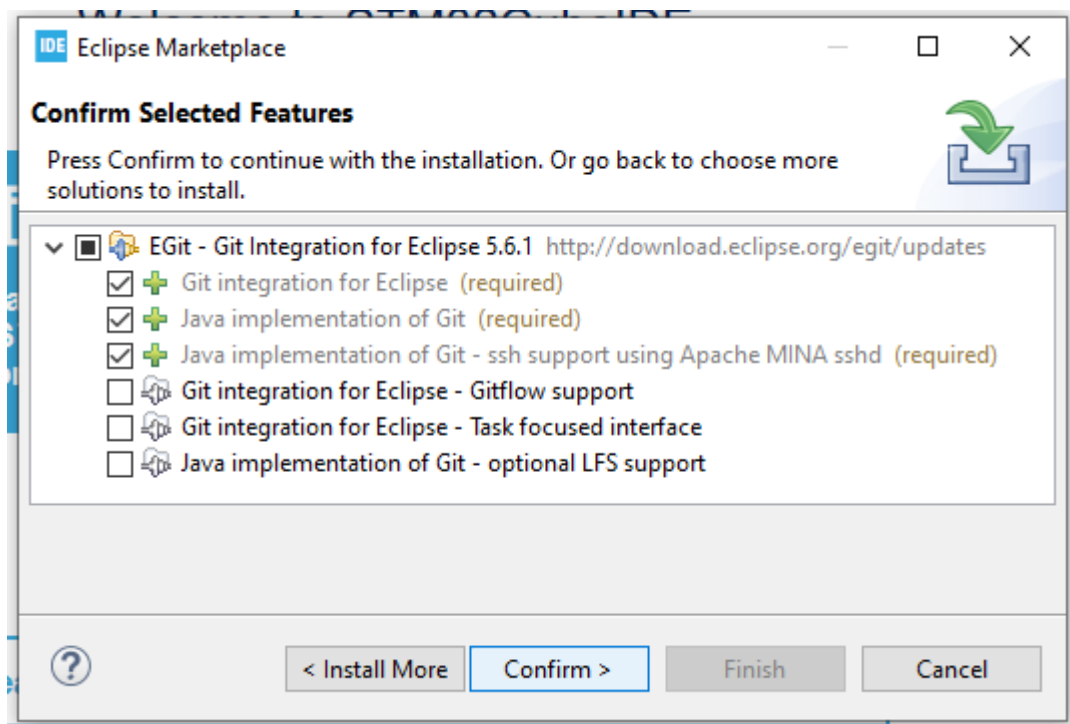 Welcome to STM32CubeIDE
IDE Eclipse Marketplace
Confirm Selected Features
Press Confirm to continue with the installation. Or go back to choose more
solutions to install.
EGit - Git Integration for Eclipse 5.6.1 http://download.eclipse.org/egit/updates
Git integration for Eclipse (required)
Java implementation of Git (required)
Java implementation of Git - ssh support using Apache MINA sshd (required)
Git integration for Eclipse - Gitflow support
Git integration for Eclipse - Task focused interface
Java implementation of Git - optional LFS support
? < Install More Confirm > Finish Cancel